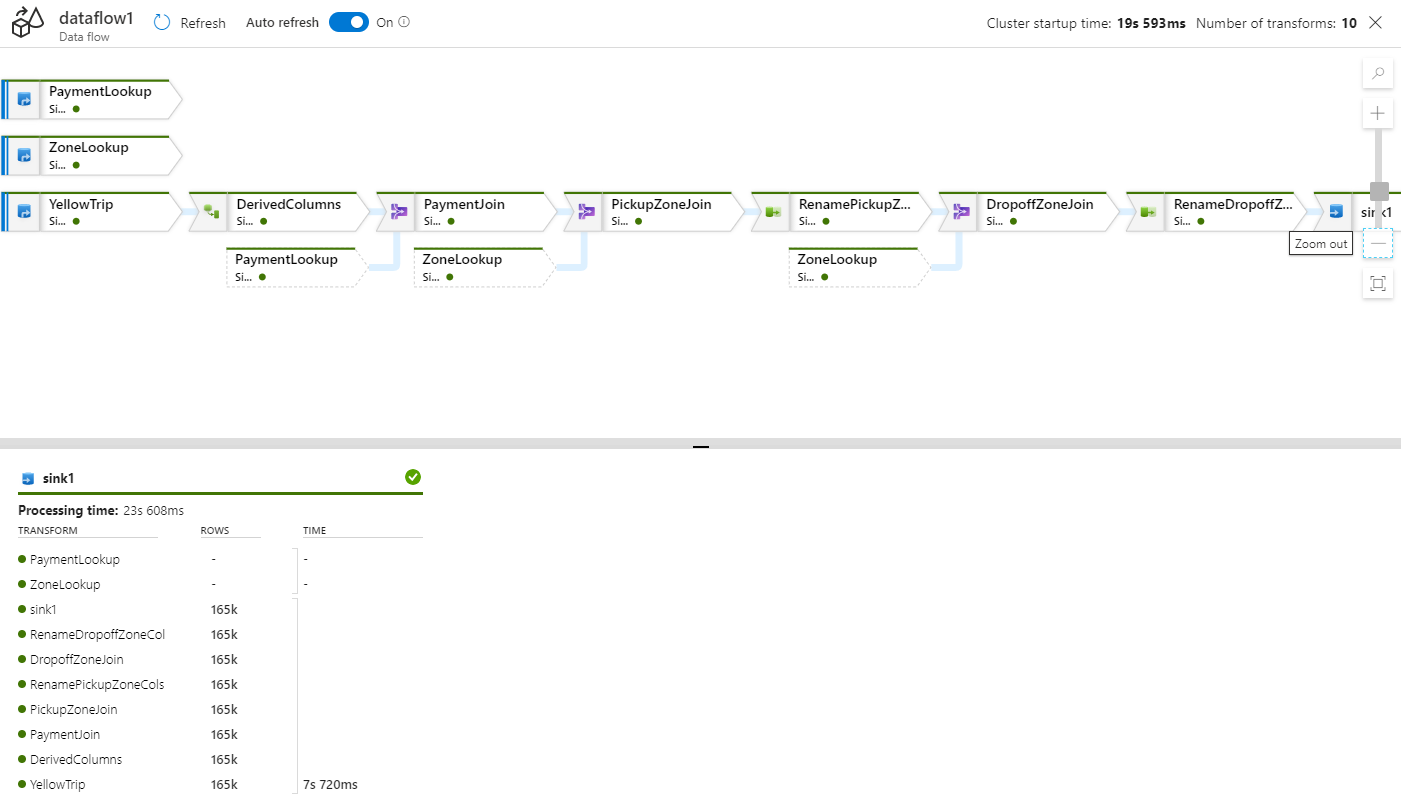 dataflow1
Data flow
Refresh
Auto refresh
On
Cluster startup time: 19s 593ms
Number of transforms: 10
PaymentLookup
Si...
ZoneLookup
Si...
YellowTrip
Si...
DerivedColumns
Si...
PaymentJoin
Si...
PickupZoneJoin
Si...
RenamePickupZ...
Si...
DropoffZoneJoin
Si...
RenameDropoffZ...
Si...
sink1
PaymentLookup
Si...
ZoneLookup
Si...
ZoneLookup
Si...
Zoom out
sink1
Processing time: 23s 608ms
TRANSFORM ROWS TIME
PaymentLookup - -
ZoneLookup - -
sink1 165k
RenameDropoffZoneCol 165k
DropoffZoneJoin 165k
RenamePickupZoneCols 165k
PickupZoneJoin 165k
PaymentJoin 165k
DerivedColumns 165k
YellowTrip 165k 7s 720ms